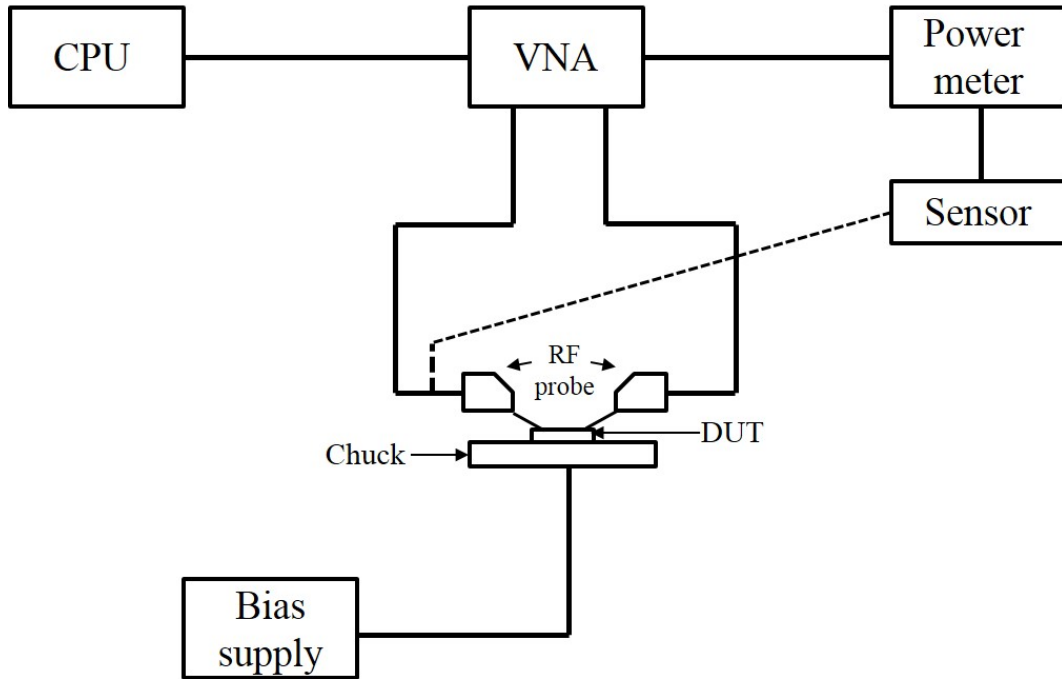 CPU
VNA
Power
meter
Sensor
RF
probe
DUT
Chuck
Bias
supply